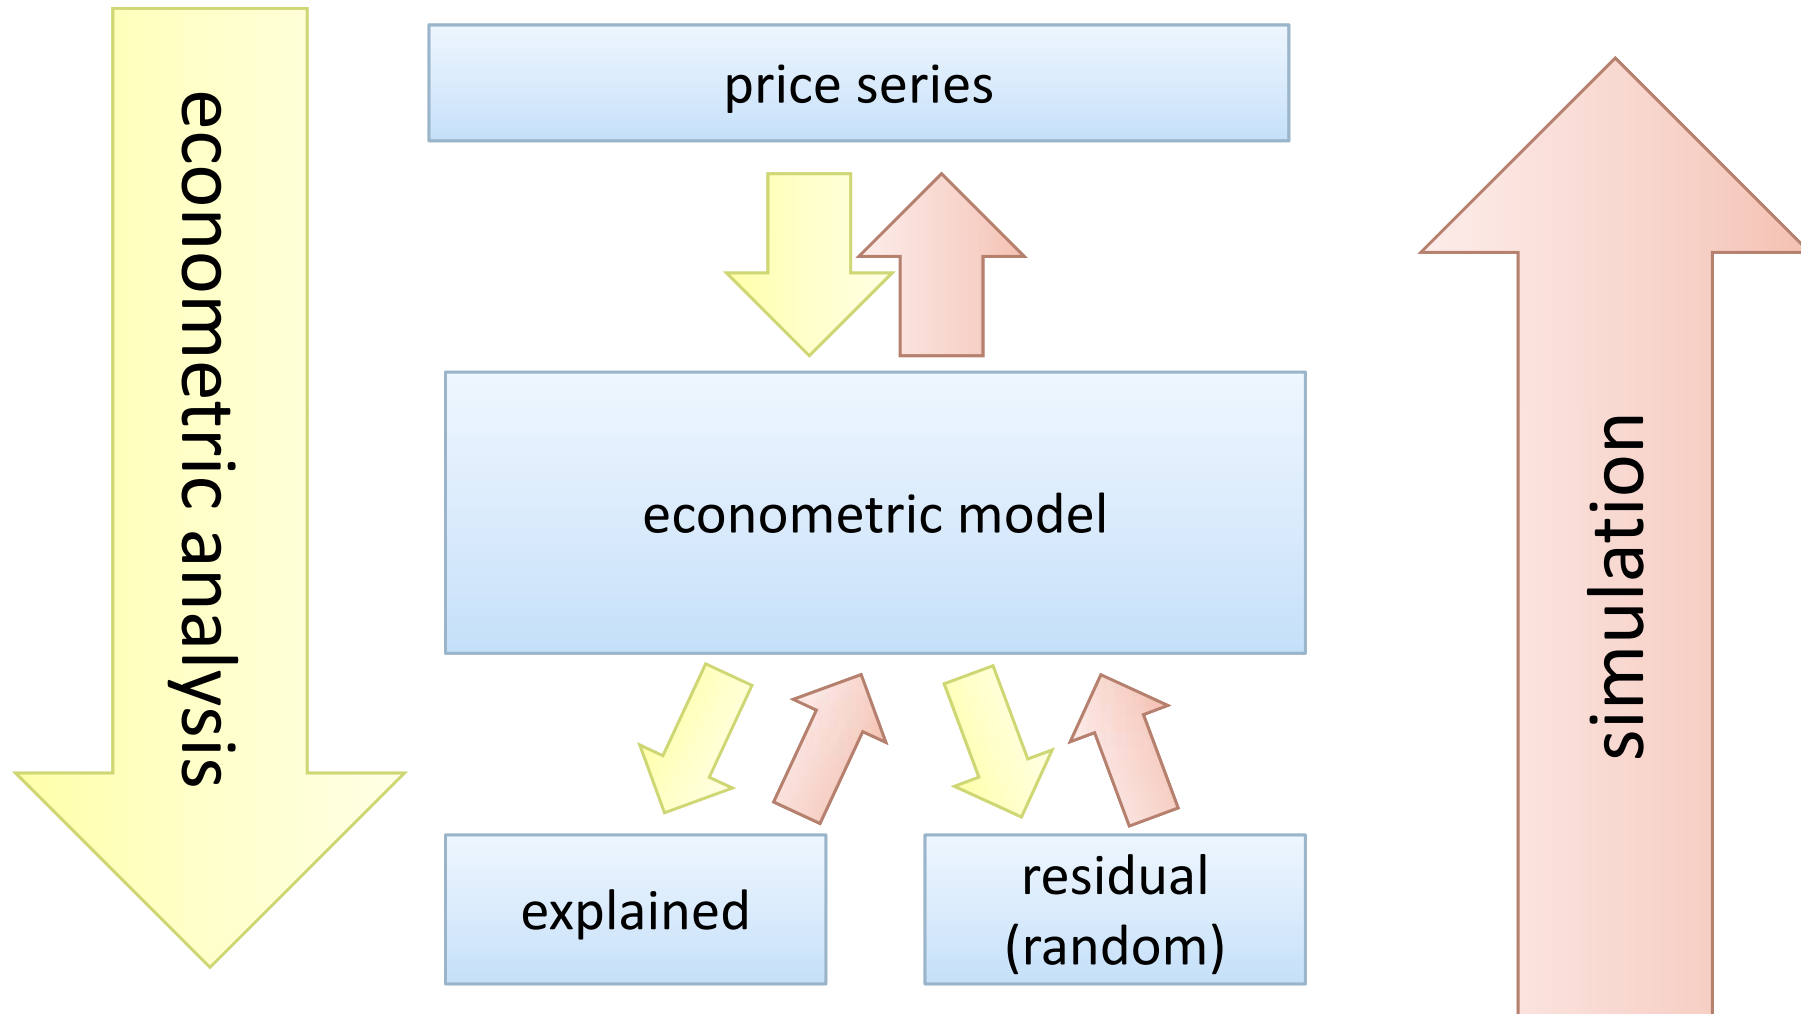 econometric analysis
price series
econometric model
explained
residual
(random)
simulation